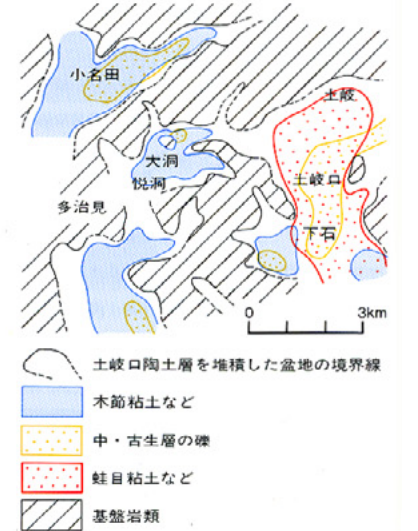 小名田
土岐
大洞
悦洞
土岐口
多治見
下石
0 3km
土岐口陶土層を堆積した盆地の境界線
木節粘土など
中・古生層の礫
蛙目粘土など
基盤岩類